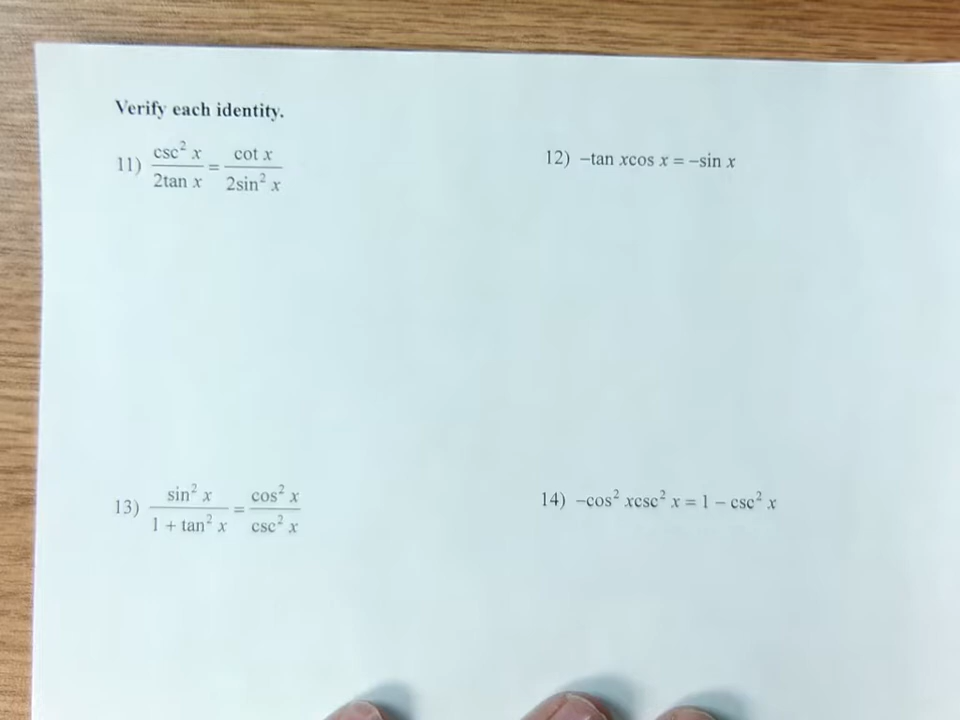 Verify each identity.
11) csc² x / 2tan x = cot x / 2sin² x
12) −tan xcos x = −sin x
13) sin² x / 1 + tan² x = cos² x / csc² x
14) −cos² xcsc² x = 1 − csc² x